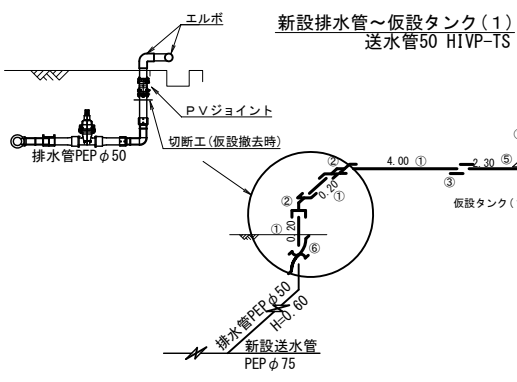 エルボ
新設排水管～仮設タンク(1)
送水管50 HIVP-TS
PVジョイント
切断工(仮設撤去時)
排水管PEPφ50
② 4.00 ① 2.30 ⑤
0.20 ①
② ③
仮設タンク(
① 0.20 ⑥
排水管PEPφ50
H=0.60
新設送水管
PEPφ75